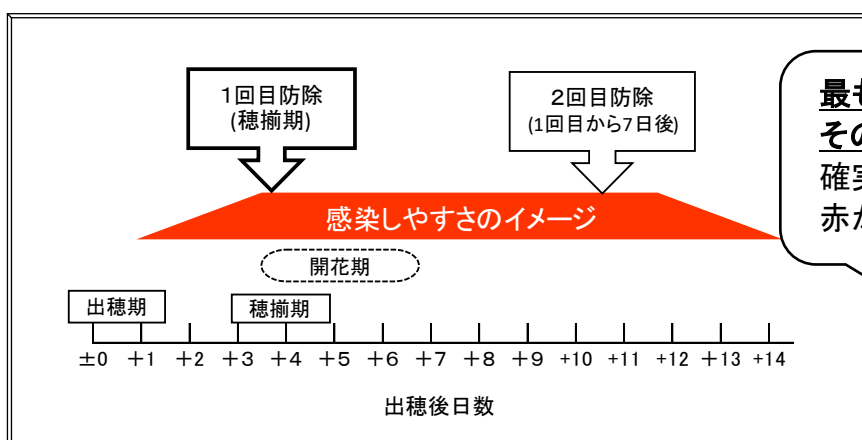 1回目防除
(穂揃期)
2回目防除
(1回目から7日後)
最も
その
確実
赤か
感染しやすさのイメージ
開花期
出穂期
穂揃期
±0 +1 +2 +3 +4 +5 +6 +7 +8 +9 +10 +11 +12 +13 +14
出穂後日数